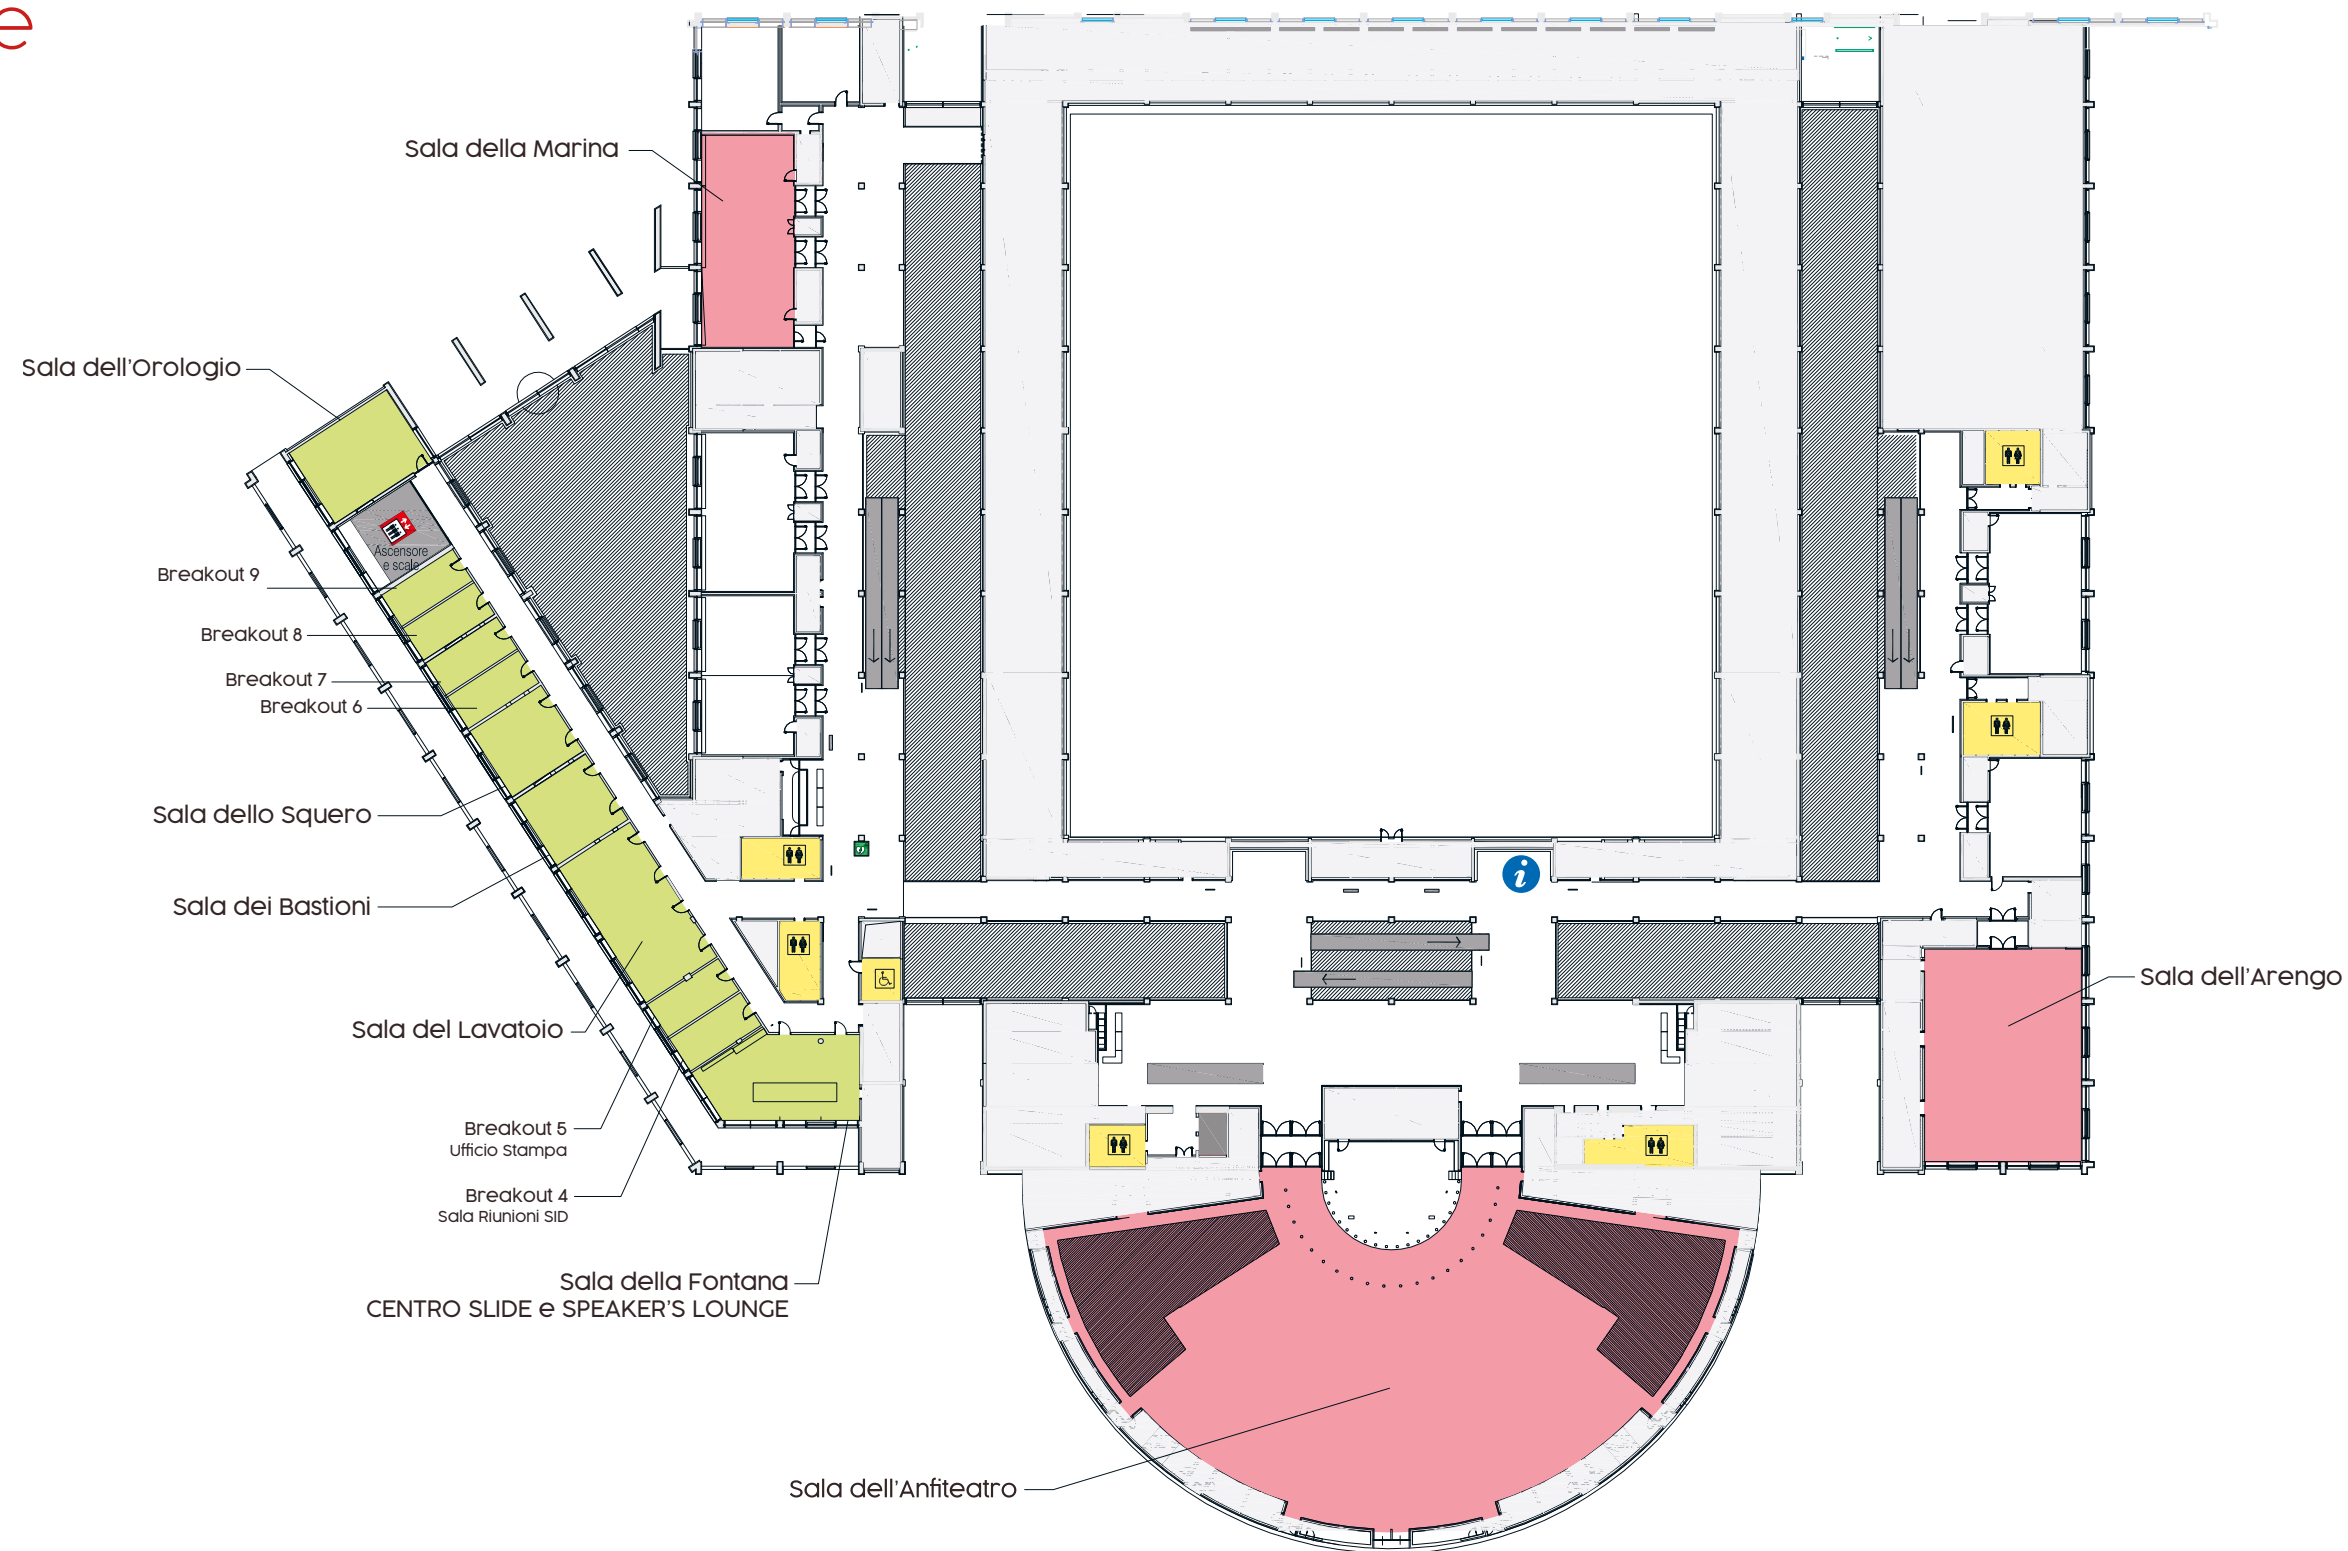 e
Sala della Marina
Sala dell'Orologio
Ascensore
e scale
Breakout 9
Breakout 8
Breakout 7
Breakout 6
Sala dello Squero
Sala dei Bastioni
Sala dell'Arengo
Sala del Lavatoio
Breakout 5
Ufficio Stampa
Breakout 4
Sala Riunioni SID
Sala della Fontana
CENTRO SLIDE e SPEAKER'S LOUNGE
Sala dell'Anfiteatro
i